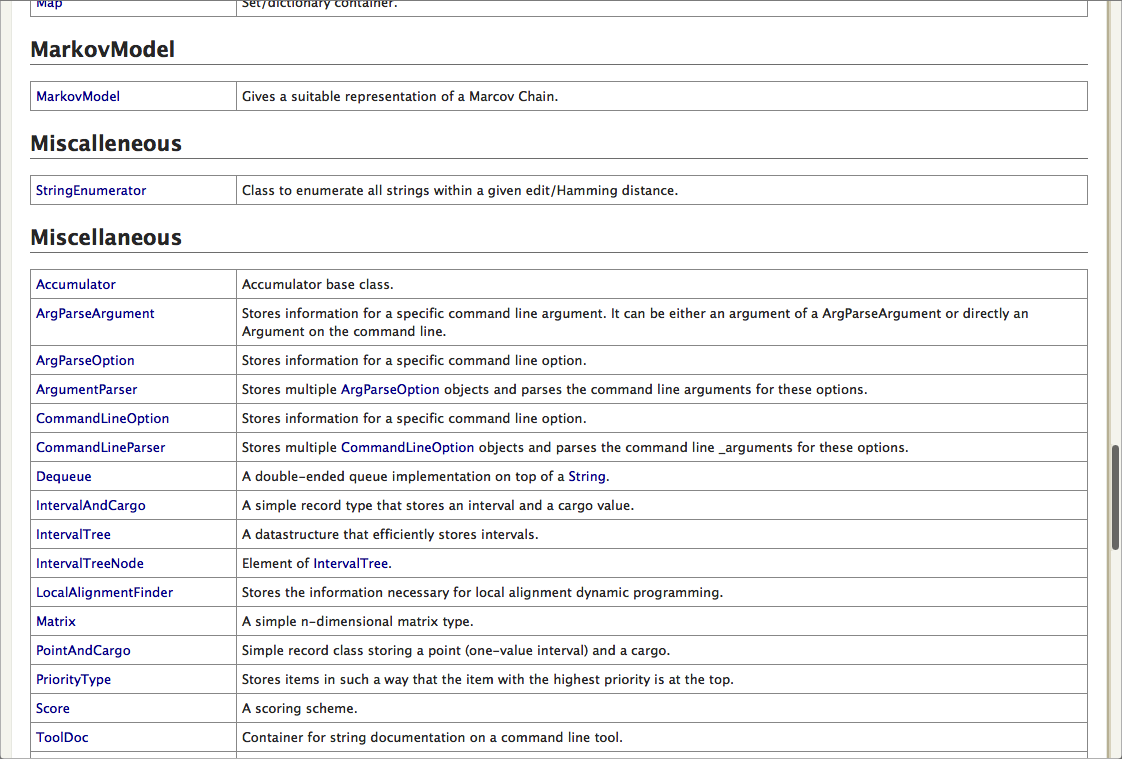 Map Set/dictionary container.
MarkovModel
MarkovModel Gives a suitable representation of a Marcov Chain.
Miscalleneous
StringEnumerator Class to enumerate all strings within a given edit/Hamming distance.
Miscellaneous
Accumulator Accumulator base class.
ArgParseArgument Stores information for a specific command line argument. It can be either an argument of a ArgParseArgument or directly an
Argument on the command line.
ArgParseOption Stores information for a specific command line option.
ArgumentParser Stores multiple ArgParseOption objects and parses the command line arguments for these options.
CommandLineOption Stores information for a specific command line option.
CommandLineParser Stores multiple CommandLineOption objects and parses the command line _arguments for these options.
Dequeue A double-ended queue implementation on top of a String.
IntervalAndCargo A simple record type that stores an interval and a cargo value.
IntervalTree A datastructure that efficiently stores intervals.
IntervalTreeNode Element of IntervalTree.
LocalAlignmentFinder Stores the information necessary for local alignment dynamic programming.
Matrix A simple n-dimensional matrix type.
PointAndCargo Simple record class storing a point (one-value interval) and a cargo.
PriorityType Stores items in such a way that the item with the highest priority is at the top.
Score A scoring scheme.
ToolDoc Container for string documentation on a command line tool.